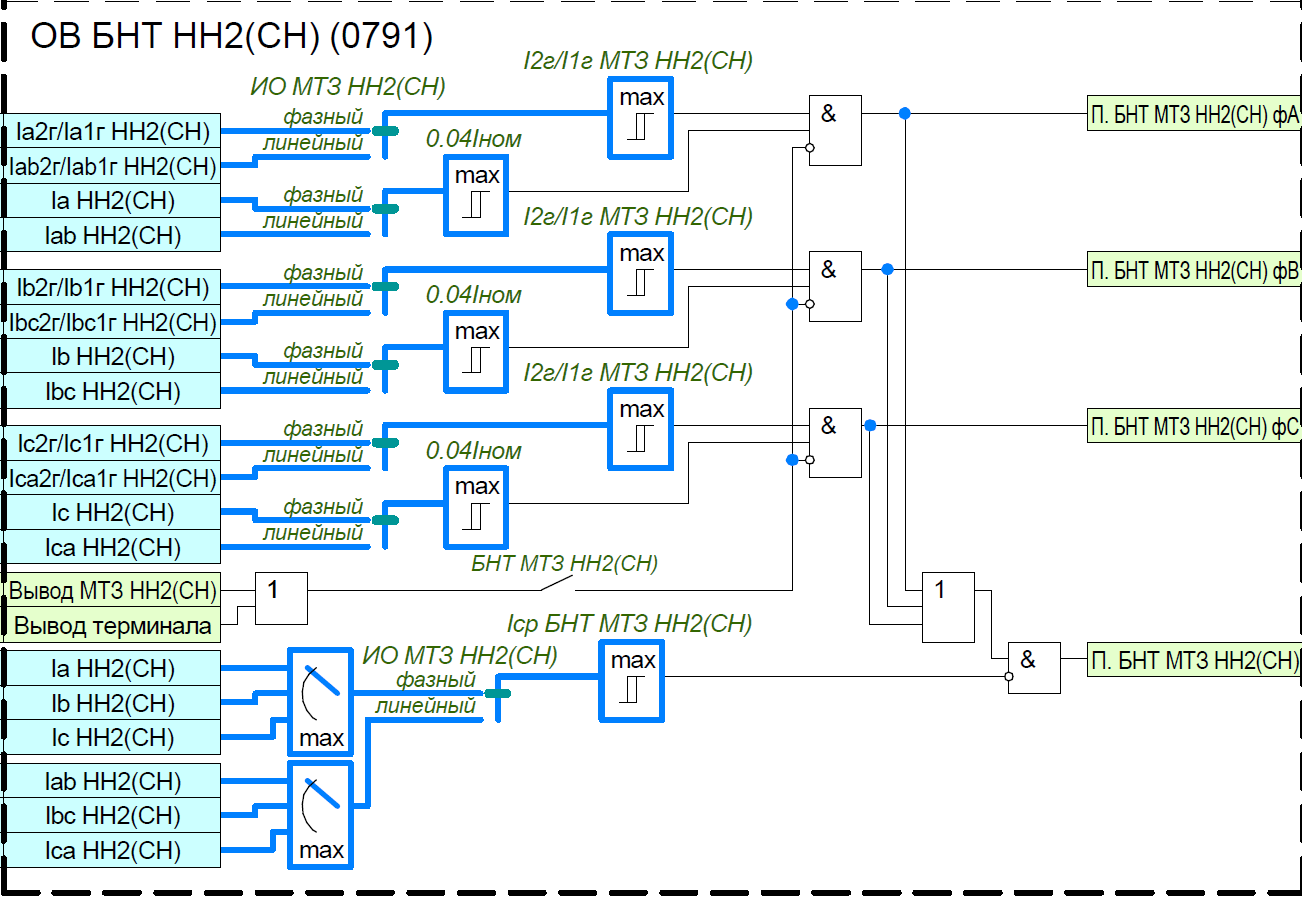 ОВ БНТ НН2(СН) (0791)
I2г/I1г МТЗ НН2(СН)
ИО МТЗ НН2(СН)
max
&
П. БНТ МТЗ НН2(СН) фА
фазный
Ia2г/Ia1г НН2(СН)
линейный
0.04Iном
Iab2г/Iab1г НН2(СН)
max
фазный
Ia НН2(СН)
линейный
I2г/I1г МТЗ НН2(СН)
Iab НН2(СН)
max
&
П. БНТ МТЗ НН2(СН) фВ
фазный
Ib2г/Ib1г НН2(СН)
линейный
0.04Iном
Ibc2г/Ibc1г НН2(СН)
max
фазный
Ib НН2(СН)
линейный
I2г/I1г МТЗ НН2(СН)
Ibc НН2(СН)
max
&
П. БНТ МТЗ НН2(СН) фС
фазный
Ic2г/Ic1г НН2(СН)
линейный
0.04Iном
Ica2г/Ica1г НН2(СН)
max
фазный
Ic НН2(СН)
линейный
Ica НН2(СН)
БНТ МТЗ НН2(СН)
Вывод МТЗ НН2(СН)
1
1
Вывод терминала
Iср БНТ МТЗ НН2(СН)
ИО МТЗ НН2(СН)
max
&
П. БНТ МТЗ НН2(СН)
Ia НН2(СН)
фазный
Ib НН2(СН)
линейный
Ic НН2(СН)
max
Iab НН2(СН)
Ibc НН2(СН)
Ica НН2(СН)
max